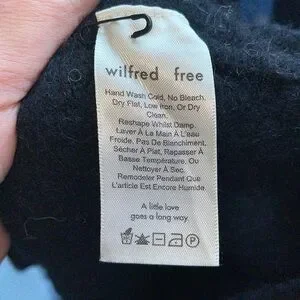 wilfred free
Hand Wash Cold, No Bleach,
Dry Flat, Low Iron, Or Dry
Clean.
Reshape Whilst Damp.
Laver À La Main À L'eau
Froide, Pas De Blanchiment,
Sécher À Plat, Repasser À
Basse Température, Ou
Nettoyer À Sec.
Remodeler Pendant Que
L'article Est Encore Humide.
A little love
goes a long way.